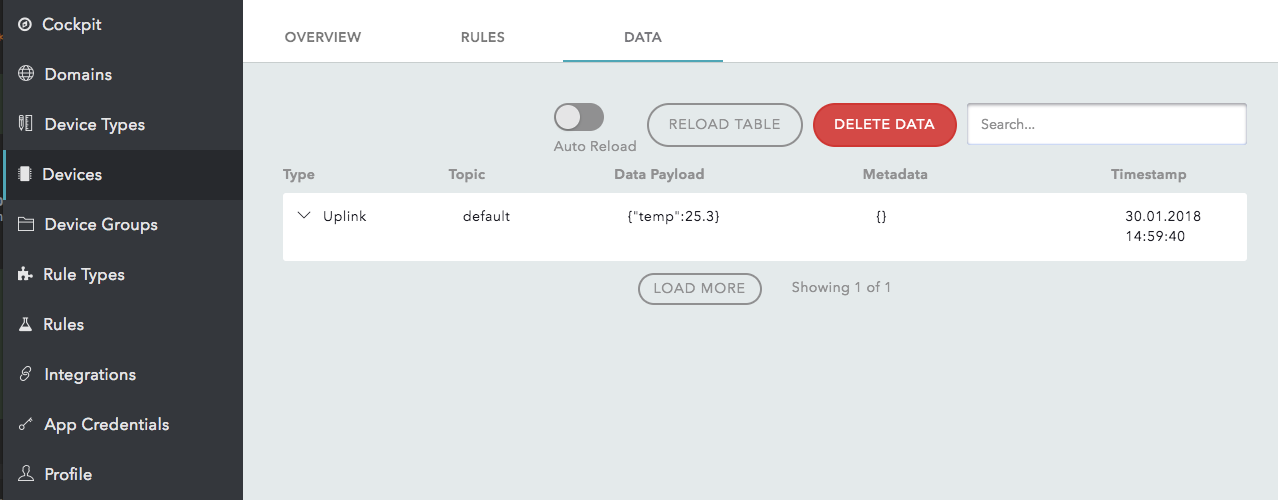 Cockpit
Domains
Device Types
Devices
Device Groups
Rule Types
Rules
Integrations
App Credentials
Profile
OVERVIEW RULES DATA
Auto Reload RELOAD TABLE DELETE DATA Search...
Type Topic Data Payload Metadata Timestamp
Uplink default {"temp":25.3} {} 30.01.2018
14:59:40
LOAD MORE Showing 1 of 1